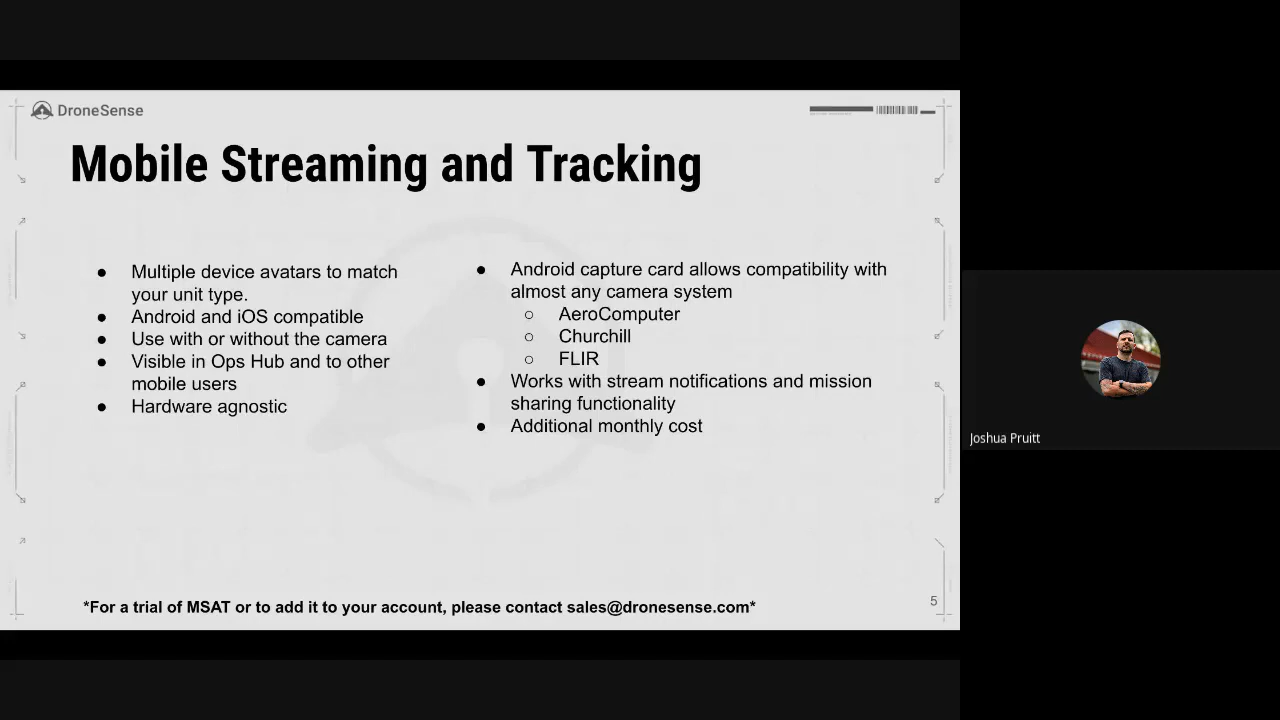 DroneSense
Mobile Streaming and Tracking
● Multiple device avatars to match
your unit type.
● Android and iOS compatible
● Use with or without the camera
● Visible in Ops Hub and to other
mobile users
● Hardware agnostic
● Android capture card allows compatibility with
almost any camera system
○ AeroComputer
○ Churchill
○ FLIR
● Works with stream notifications and mission
sharing functionality
● Additional monthly cost
*For a trial of MSAT or to add it to your account, please contact sales@dronesense.com*
5
Joshua Pruitt